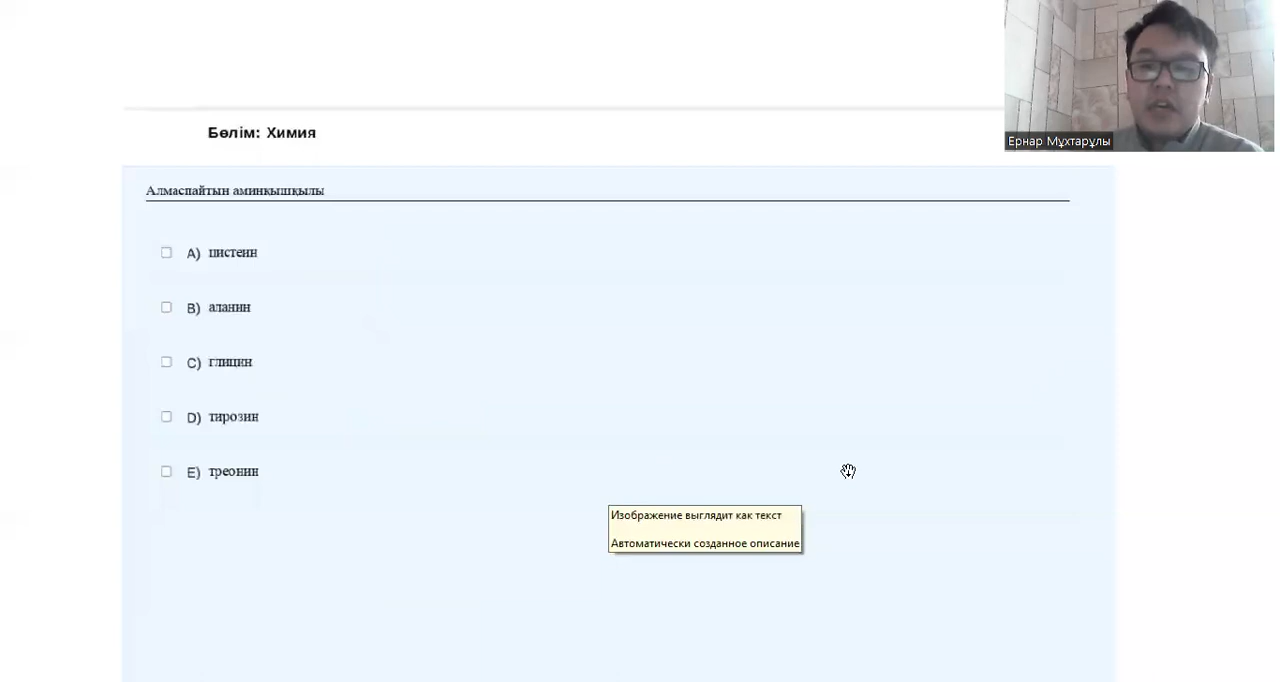 Бөлім: Химия
Ернар Мұхтарұлы
Алмаспайтын аминқышқылы
A) цистеин
B) аланин
C) глицин
D) тирозин
E) треонин
Изображение выглядит как текст
Автоматически созданное описание